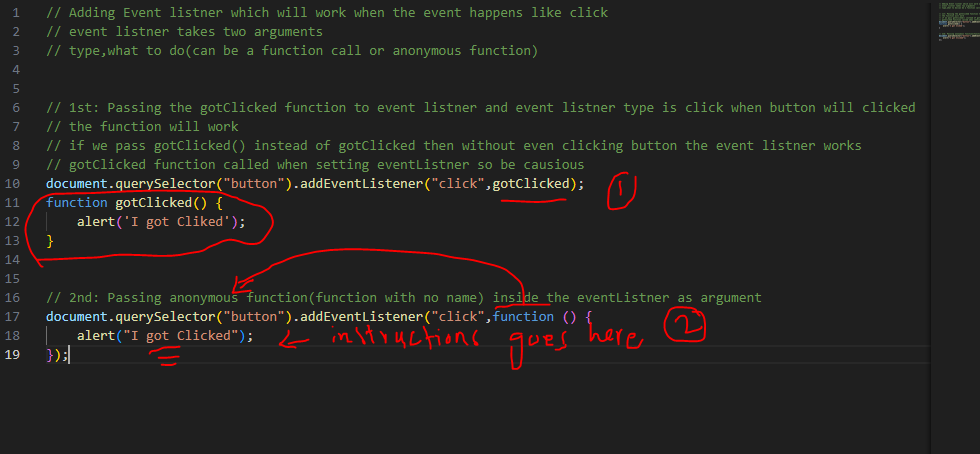 1 // Adding Event listner which will work when the event happens like click
2 // event listner takes two arguments
3 // type,what to do(can be a function call or anonymous function)
4
5
6 // 1st: Passing the gotClicked function to event listner and event listner type is click when button will clicked
7 // the function will work
8 // if we pass gotClicked() instead of gotClicked then without even clicking button the event listner works
9 // gotClicked function called when setting eventListner so be causious
10 document.querySelector("button").addEventListener("click",gotClicked); 1
11 function gotClicked() {
12 alert('I got Cliked');
13 }
14
15
16 // 2nd: Passing anonymous function(function with no name) inside the eventListner as argument
17 document.querySelector("button").addEventListener("click",function () { 2
18 alert("I got Clicked"); instructions goes here
19 });